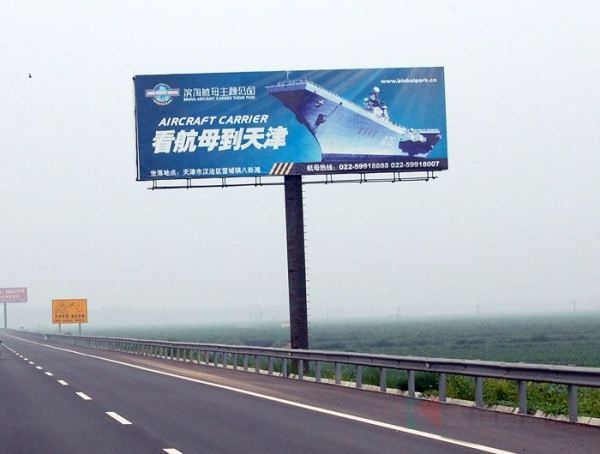 滨海航母主题公园
BINHAI AIRCRAFT CARRIER THEME PARK
www.binhaipark.cn
AIRCRAFT CARRIER
看航母到天津
坐落地点：天津市汉沽区营城镇八卦滩
航母热线：022-59918888 022-59918007